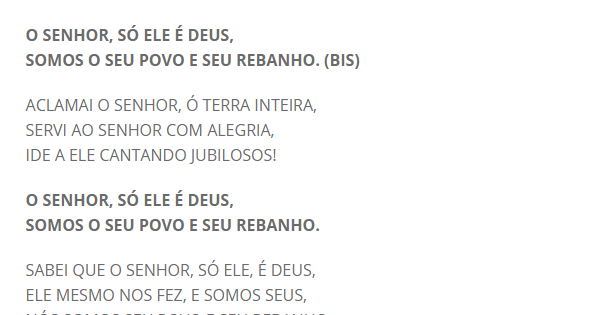 O SENHOR, SÓ ELE É DEUS,
SOMOS O SEU POVO E SEU REBANHO. (BIS)
ACLAMAI O SENHOR, Ó TERRA INTEIRA,
SERVI AO SENHOR COM ALEGRIA,
IDE A ELE CANTANDO JUBILOSOS!
O SENHOR, SÓ ELE É DEUS,
SOMOS O SEU POVO E SEU REBANHO.
SABEI QUE O SENHOR, SÓ ELE, É DEUS,
ELE MESMO NOS FEZ, E SOMOS SEUS,